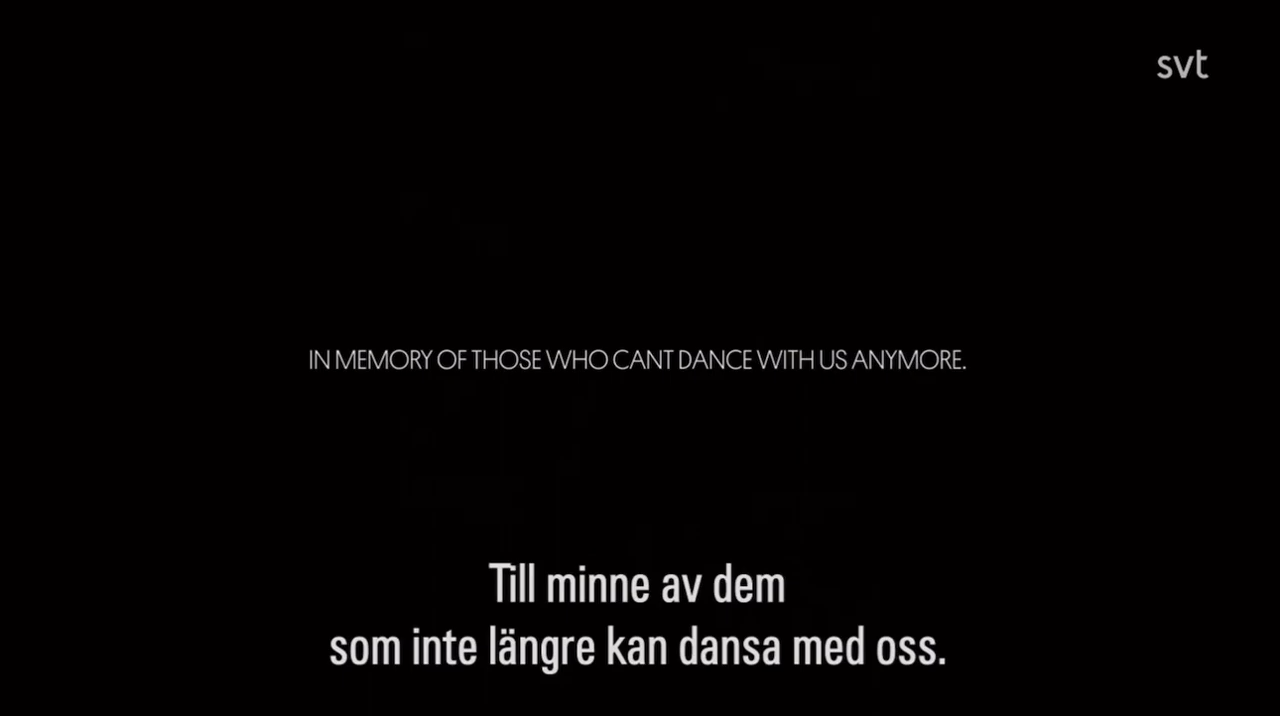 svt
IN MEMORY OF THOSE WHO CANT DANCE WITH US ANYMORE.
Till minne av dem
som inte längre kan dansa med oss.